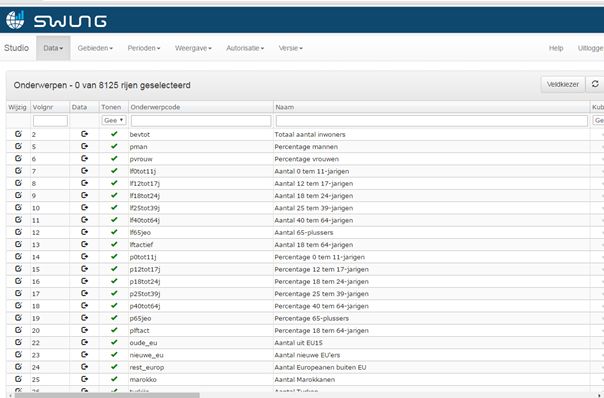 SWING
Studio Data Gebieden Perioden Weergave Autorisatie Versie Help Uitlogge
Onderwerpen - 0 van 8125 rijen geselecteerd Veldkiezer
Wijzig Volgnr Data Tonen Onderwerpcode Naam Kub
Gee Ge
2 bevtot Totaal aantal inwoners
5 pman Percentage mannen
6 pvrouw Percentage vrouwen
7 lf0tot11j Aantal 0 tem 11-jarigen
8 lf12tot17j Aantal 12 tem 17-jarigen
9 lf18tot24j Aantal 18 tem 24-jarigen
10 lf25tot39j Aantal 25 tem 39-jarigen
11 lf40tot64j Aantal 40 tem 64-jarigen
12 lf65jeo Aantal 65-plussers
13 lftactief Aantal 18 tem 64-jarigen
14 p0tot11j Percentage 0 tem 11-jarigen
15 p12tot17j Percentage 12 tem 17-jarigen
16 p18tot24j Percentage 18 tem 24-jarigen
17 p25tot39j Percentage 25 tem 39-jarigen
18 p40tot64j Percentage 40 tem 64-jarigen
19 p65jeo Percentage 65-plussers
20 plftact Percentage 18 tem 64-jarigen
22 oude_eu Aantal uit EU15
23 nieuwe_eu Aantal nieuwe EU'ers
24 rest_europ Aantal Europeanen buiten EU
25 marokko Aantal Marokkanen